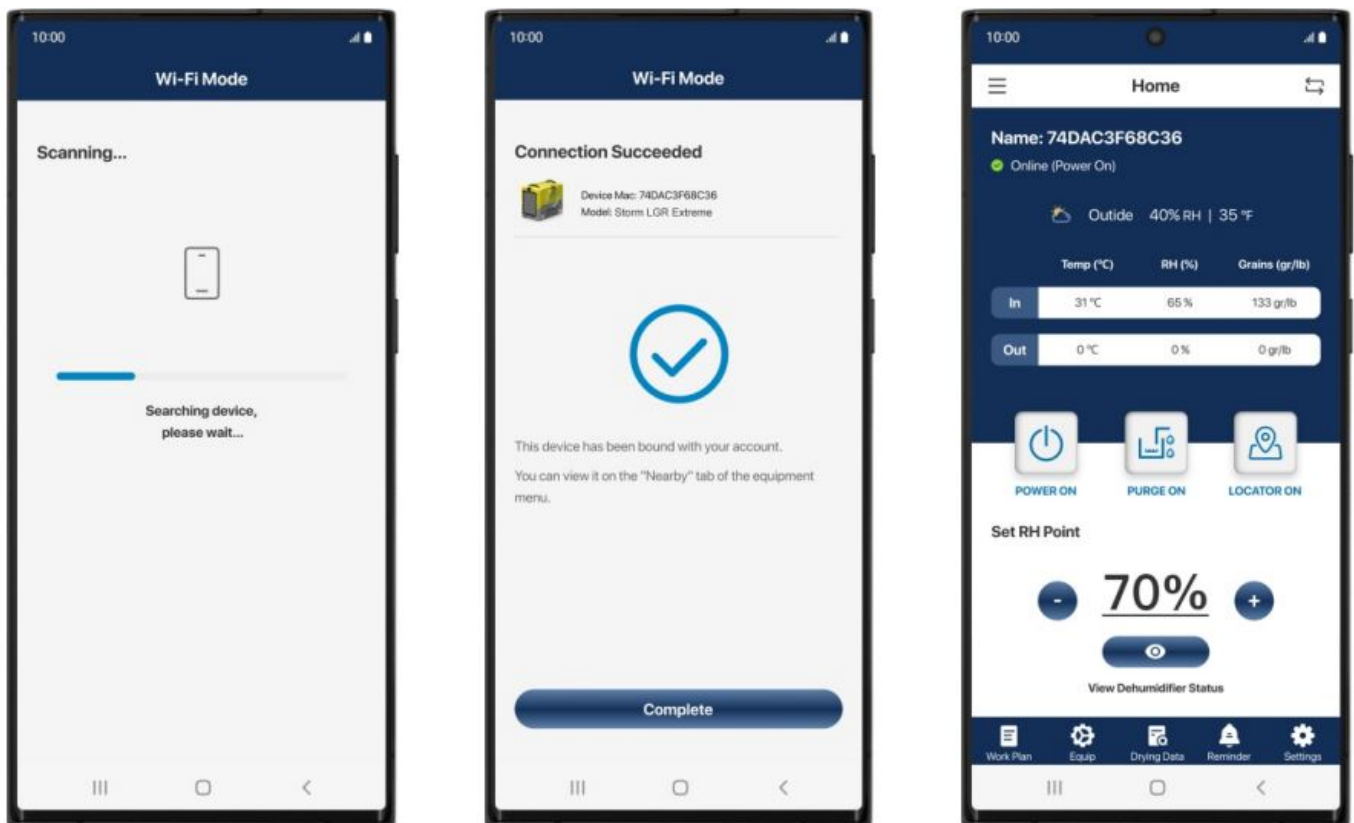 10:00
Wi-Fi Mode
Scanning...
Searching device,
please wait...
10:00
Wi-Fi Mode
Connection Succeeded
Device Mac: 74DAC3F68C36
Model: Storm LGR Extreme
This device has been bound with your account.
You can view it on the "Nearby" tab of the equipment
menu.
Complete
10:00
Home
Name: 74DAC3F68C36
Online (Power On)
Outide 40% RH | 35 °F
Temp (°C) RH (%) Grains (gr/lb)
In 31 °C 65 % 133 gr/lb
Out 0 °C 0 % 0 gr/lb
POWER ON PURGE ON LOCATOR ON
Set RH Point
- 70% +
View Dehumidifier Status
Work Plan Equip Drying Data Reminder Settings